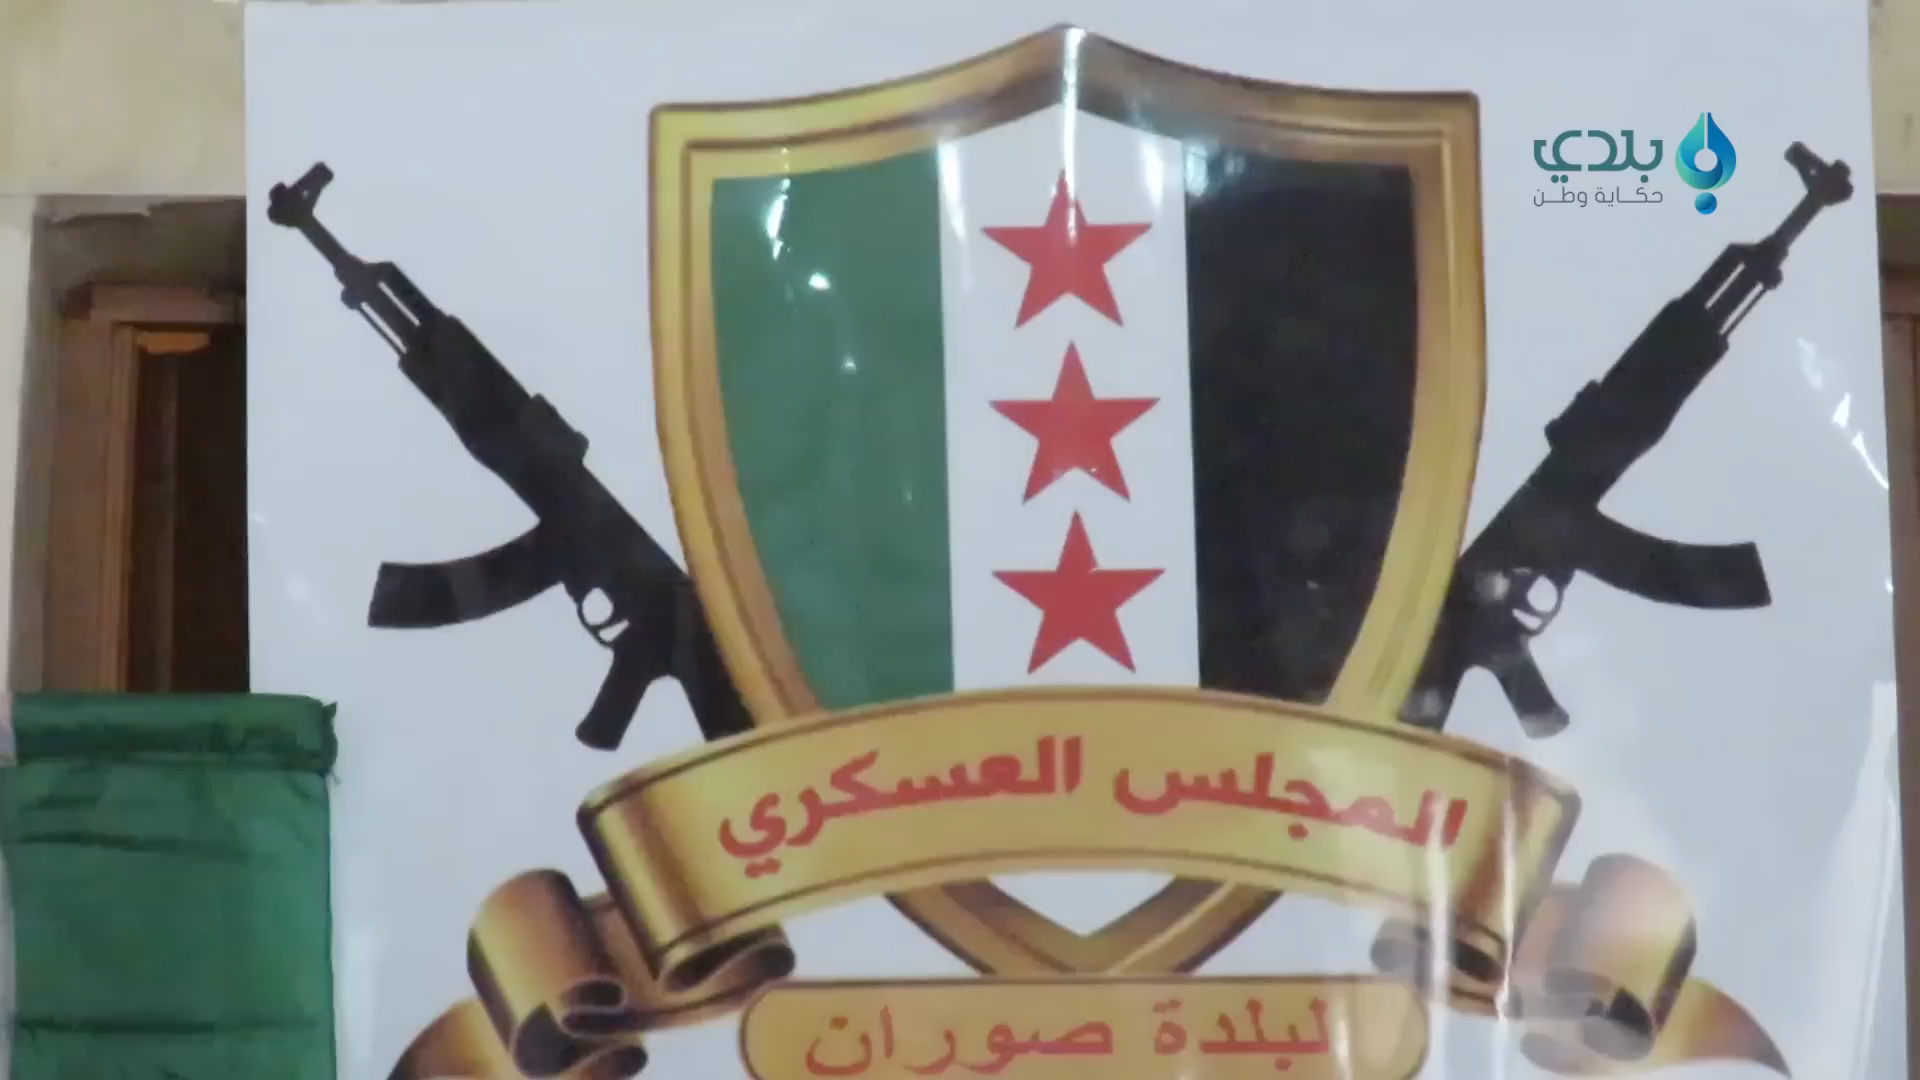 بلدي
حكاية وطن
المجلس العسكري
لبلدة صوران